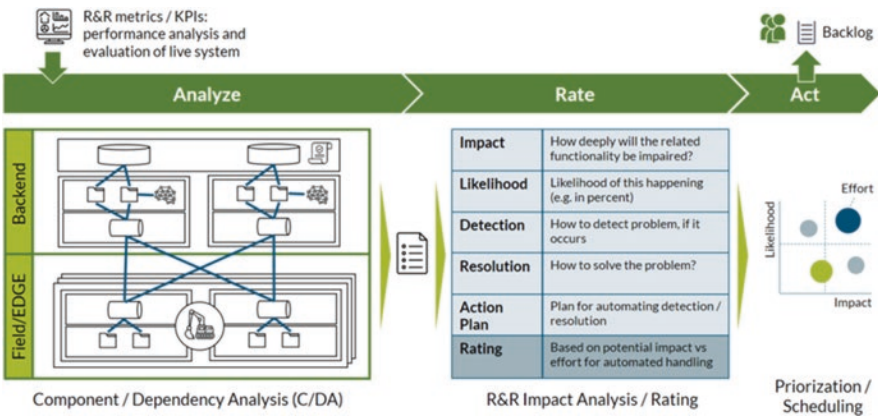 R&R metrics / KPIs:
performance analysis and
evaluation of live system
Backlog
Analyze
Rate
Act
Backend
Field/EDGE
Impact
How deeply will the related
functionality be impaired?
Likelihood
Likelihood of this happening
(e.g. in percent)
Detection
How to detect problem, if it
occurs
Resolution
How to solve the problem?
Action
Plan
Plan for automating detection /
resolution
Rating
Based on potential impact vs
effort for automated handling
Effort
Likelihood
Impact
Component / Dependency Analysis (C/DA)
R&R Impact Analysis / Rating
Priorization /
Scheduling